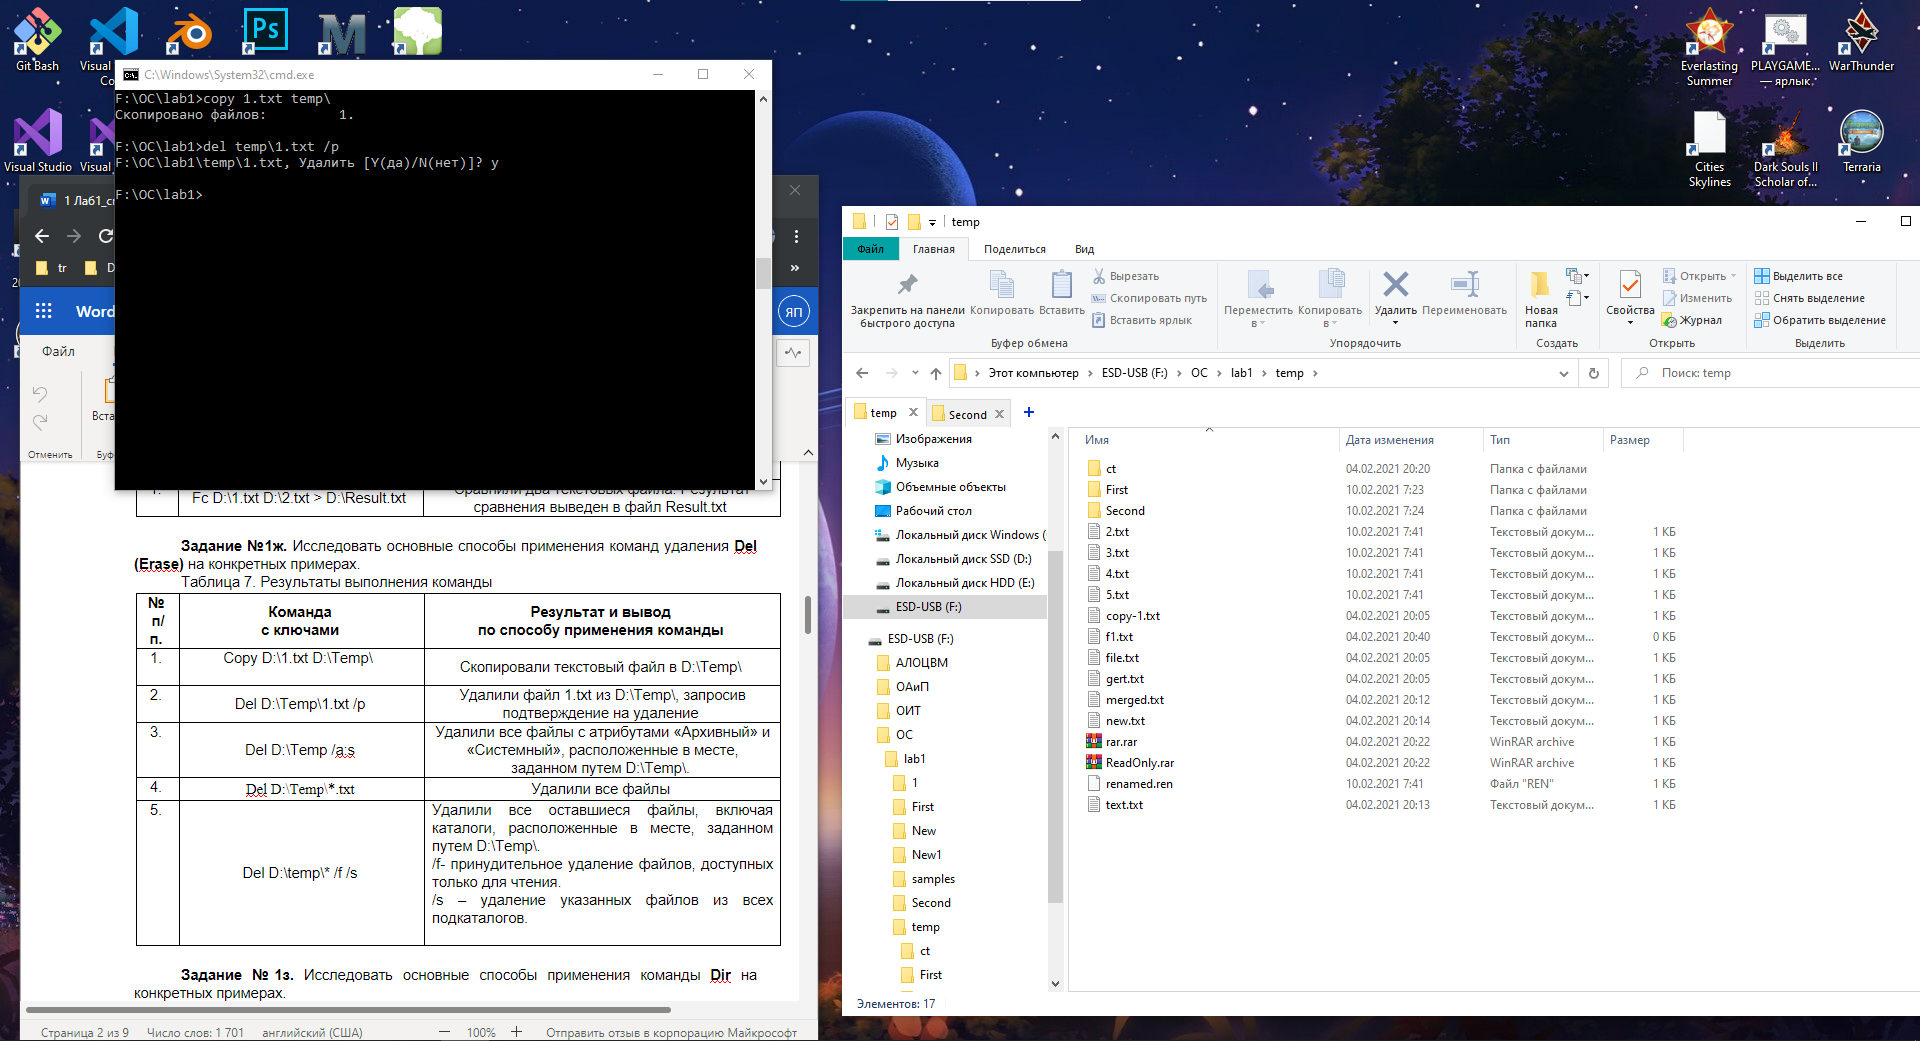 Git Bash
Visual
Co
Visual Studio
Visual
Ps
M
Everlasting
Summer
PLAYGAME...
— ярлык.
WarThunder
Cities
Skylines
Dark Souls II
Scholar of...
Terraria
C:\Windows\System32\cmd.exe
F:\OC\lab1>copy 1.txt temp\
Скопировано файлов:         1.
F:\OC\lab1>del temp\1.txt /p
F:\OC\lab1\temp\1.txt, Удалить [Y(да)/N(нет)]? y
F:\OC\lab1>
1 Лаб1_с
tr
D
»
Word
ЯП
Файл
Вста
Отменить
Буф
1.
Fc D:\1.txt D:\2.txt > D:\Result.txt
Сравнили два текстовых файла. Результат
сравнения выведен в файл Result.txt
Задание №1ж. Исследовать основные способы применения команд удаления Del
(Erase) на конкретных примерах.
Таблица 7. Результаты выполнения команды
№
п/
п.
Команда
с ключами
Результат и вывод
по способу применения команды
1.
Copy D:\1.txt D:\Temp\
Скопировали текстовый файл в D:\Temp\
2.
Del D:\Temp\1.txt /p
Удалили файл 1.txt из D:\Temp\, запросив
подтверждение на удаление
3.
Del D:\Temp /a:s
Удалили все файлы с атрибутами «Архивный» и
«Системный», расположенные в месте,
заданном путем D:\Temp\.
4.
Del D:\Temp\*.txt
Удалили все файлы
5.
Del D:\temp\* /f /s
Удалили все оставшиеся файлы, включая
каталоги, расположенные в месте, заданном
путем D:\Temp\.
/f- принудительное удаление файлов, доступных
только для чтения.
/s – удаление указанных файлов из всех
подкаталогов.
Задание № 1з. Исследовать основные способы применения команды Dir на
конкретных примерах.
Страница 2 из 9
Число слов: 1 701
английский (США)
— 100% +
Отправить отзыв в корпорацию Майкрософт
temp
Файл
Главная
Поделиться
Вид
Закрепить на панели
быстрого доступа
Копировать
Вставить
Вырезать
Скопировать путь
Вставить ярлык
Буфер обмена
Переместить
в
Копировать
в
Удалить
Переименовать
Упорядочить
Новая
папка
Создать
Свойства
Открыть
Изменить
Журнал
Открыть
Выделить все
Снять выделение
Обратить выделение
Выделить
Этот компьютер › ESD-USB (F:) › ОС › lab1 › temp ›
Поиск: temp
temp
Second
+
Изображения
Музыка
Объемные объекты
Рабочий стол
Локальный диск Windows (
Локальный диск SSD (D:)
Локальный диск HDD (E:)
ESD-USB (F:)
ESD-USB (F:)
АЛОЦВМ
ОАиП
ОИТ
ОС
lab1
1
First
New
New1
samples
Second
temp
ct
First
Имя
Дата изменения
Тип
Размер
ct 04.02.2021 20:20 Папка с файлами
First 10.02.2021 7:23 Папка с файлами
Second 10.02.2021 7:24 Папка с файлами
2.txt 10.02.2021 7:41 Текстовый докум... 1 КБ
3.txt 10.02.2021 7:41 Текстовый докум... 1 КБ
4.txt 10.02.2021 7:41 Текстовый докум... 1 КБ
5.txt 10.02.2021 7:41 Текстовый докум... 1 КБ
copy-1.txt 04.02.2021 20:05 Текстовый докум... 1 КБ
f1.txt 04.02.2021 20:40 Текстовый докум... 0 КБ
file.txt 04.02.2021 20:05 Текстовый докум... 1 КБ
gert.txt 04.02.2021 20:05 Текстовый докум... 1 КБ
merged.txt 04.02.2021 20:12 Текстовый докум... 1 КБ
new.txt 04.02.2021 20:14 Текстовый докум... 1 КБ
rar.rar 04.02.2021 20:22 WinRAR archive 1 КБ
ReadOnly.rar 04.02.2021 20:22 WinRAR archive 1 КБ
renamed.ren 10.02.2021 7:41 Файл "REN" 1 КБ
text.txt 04.02.2021 20:13 Текстовый докум... 1 КБ
Элементов: 17